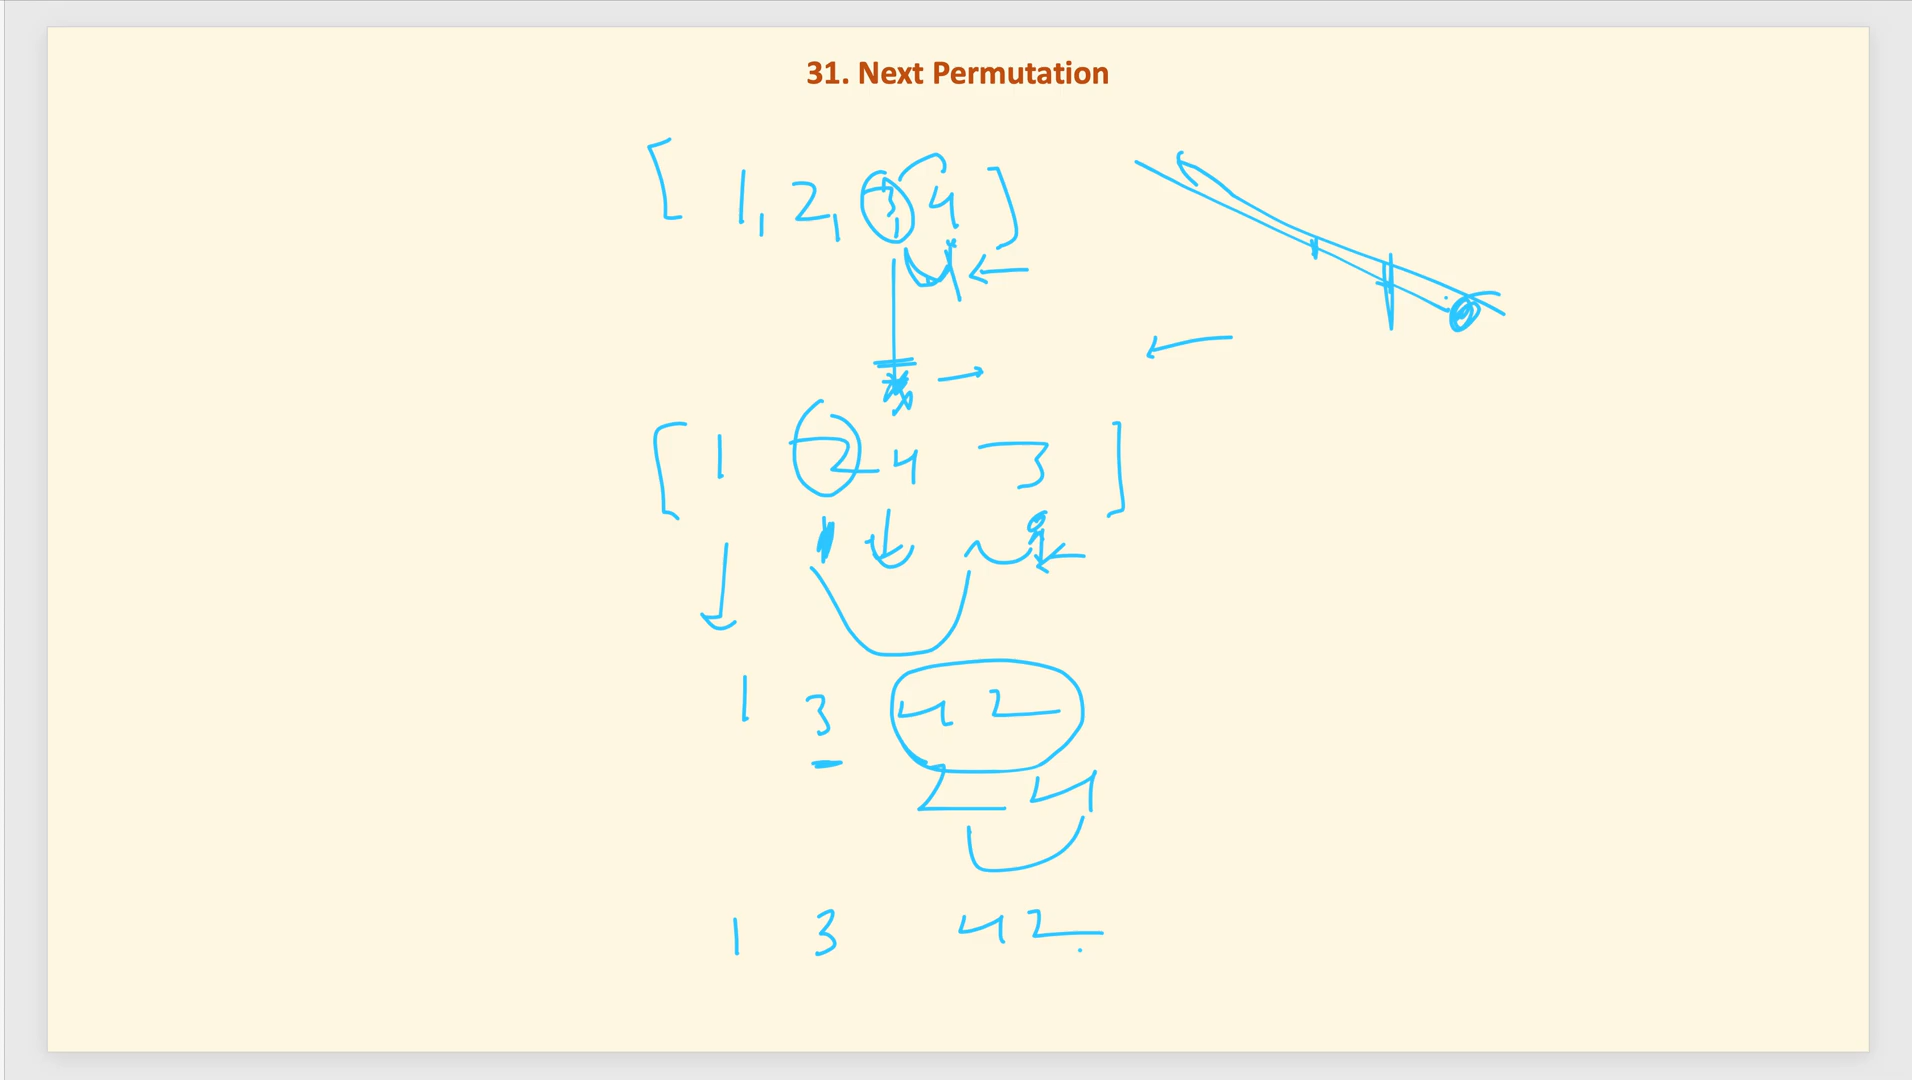 31. Next Permutation
[ 1, 2, 3, 4 ]
[ 1 2 4 3 ]
1 3 4 2
2 4
1 3 4 2